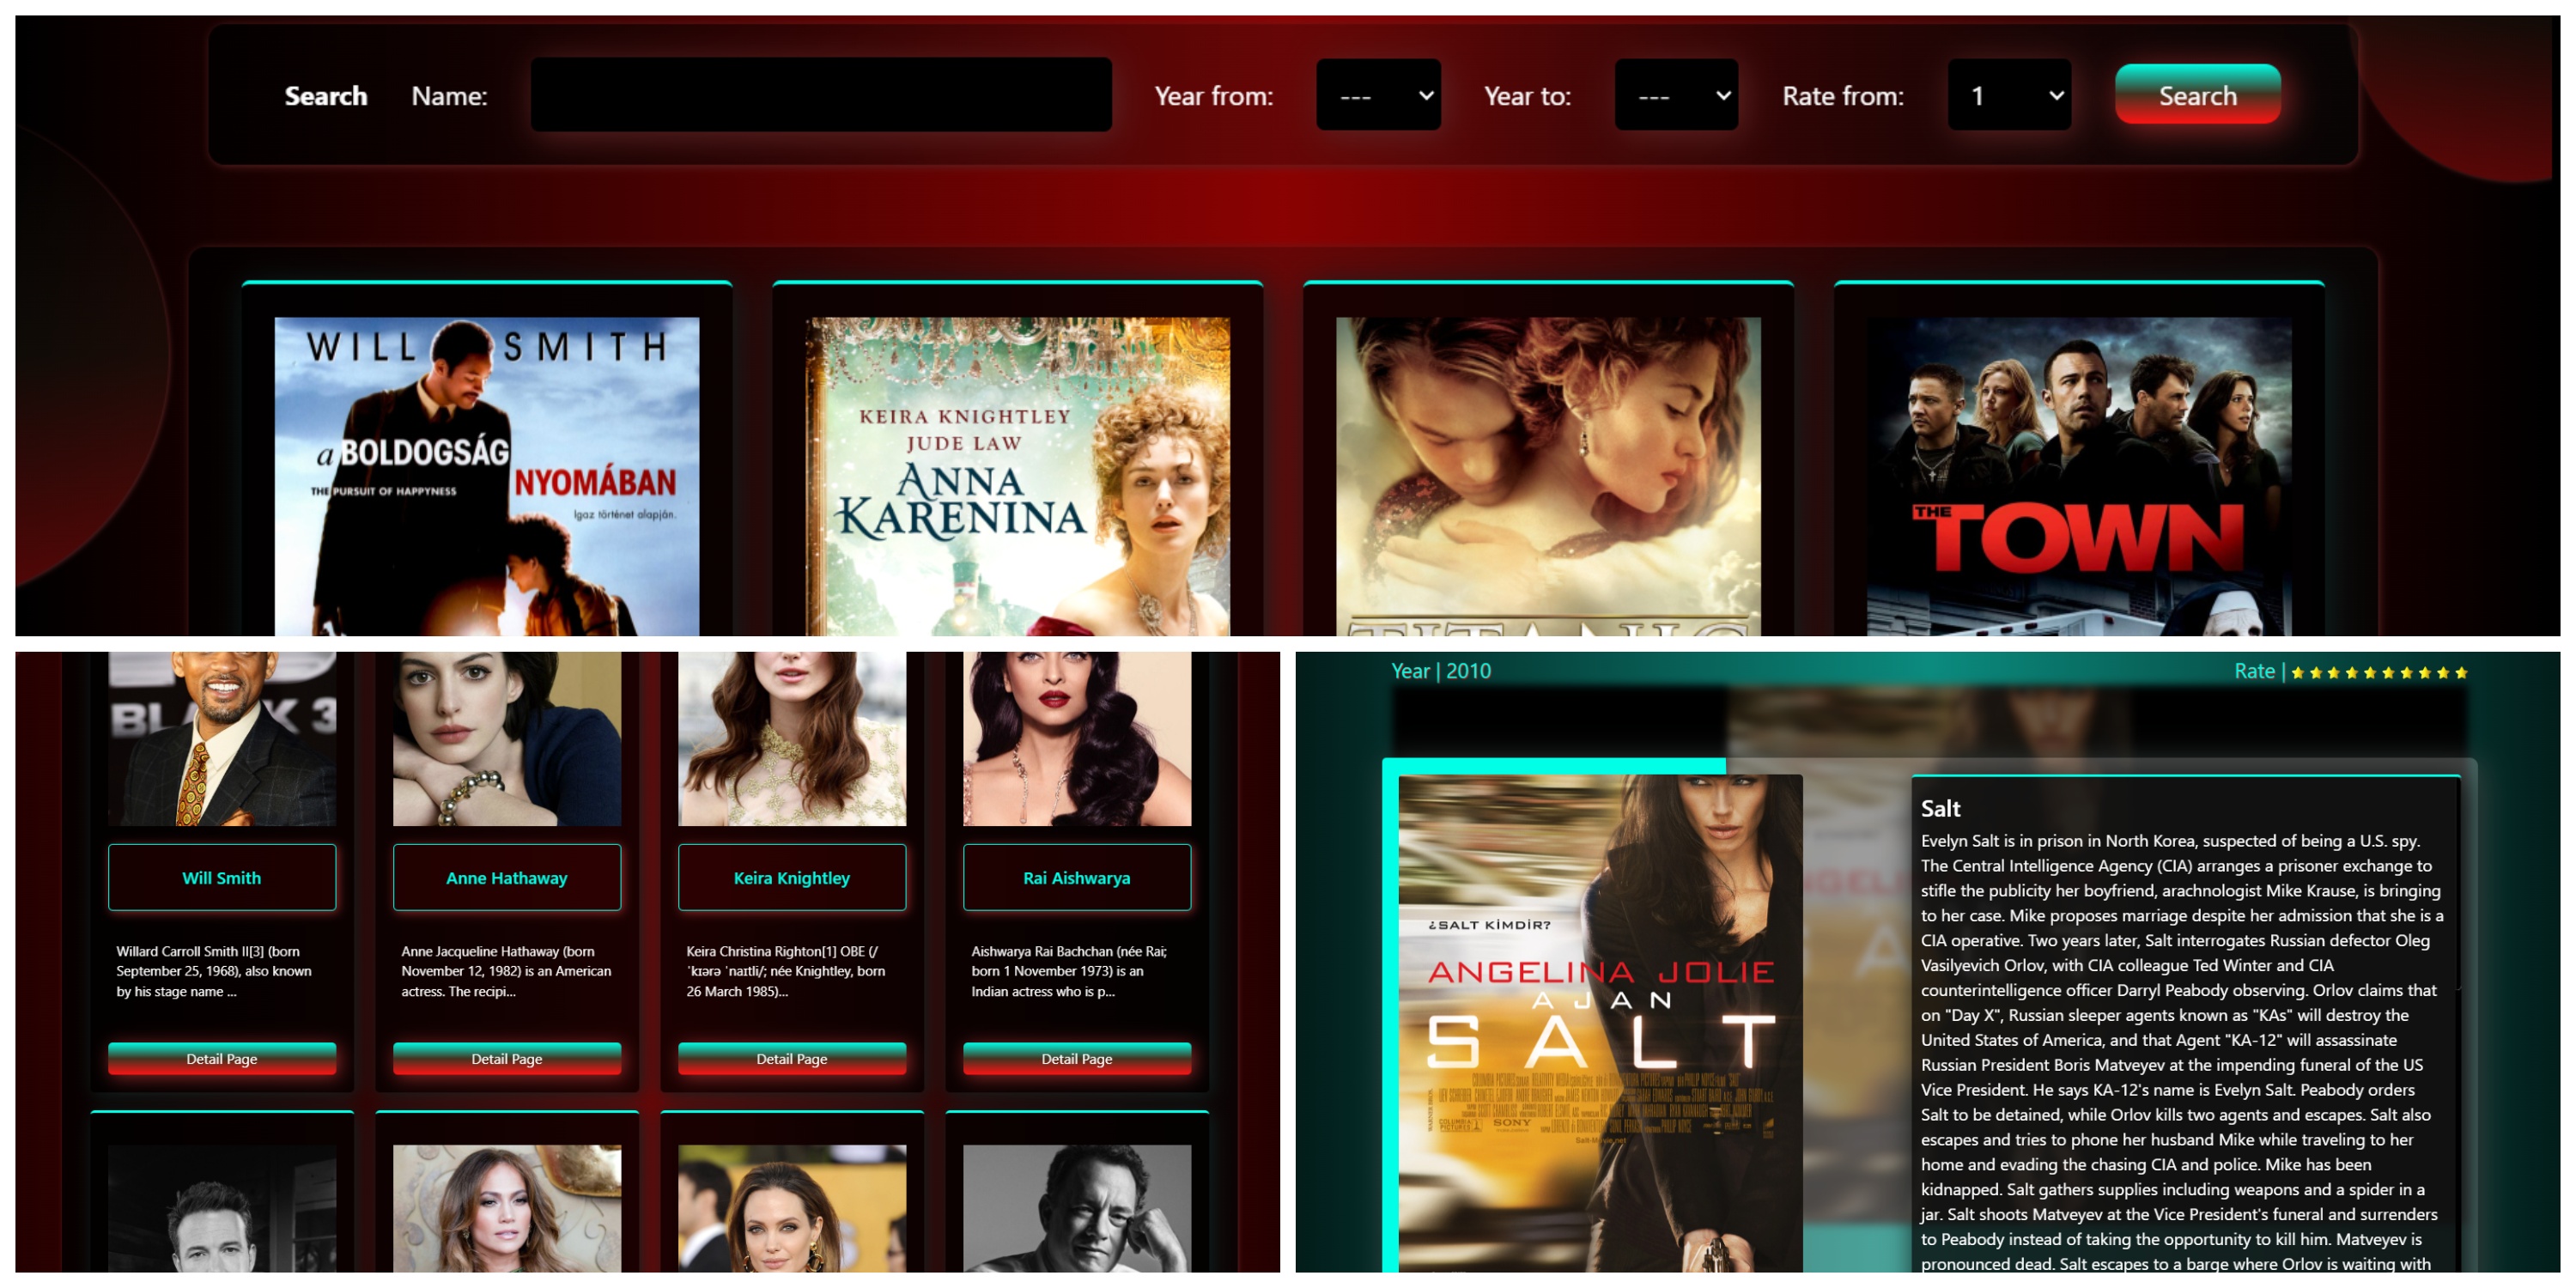 Search Name: Year from: --- Year to: --- Rate from: 1 Search
WILL SMITH
a BOLDOGSÁG
NYOMÁBAN
THE PURSUIT OF HAPPYNESS
Igaz történet alapján.
KEIRA KNIGHTLEY
JUDE LAW
ANNA
KARENINA
TITANIC
THE
TOWN
BLACK 3
Will Smith
Anne Hathaway
Keira Knightley
Rai Aishwarya
Willard Carroll Smith II[3] (born
September 25, 1968), also known
by his stage name ...
Anne Jacqueline Hathaway (born
November 12, 1982) is an American
actress. The recipi...
Keira Christina Righton[1] OBE (/
ˈkɪərə ˈnaɪtli/; née Knightley, born
26 March 1985)...
Aishwarya Rai Bachchan (née Rai;
born 1 November 1973) is an
Indian actress who is p...
Detail Page
Detail Page
Detail Page
Detail Page
Year | 2010
Rate |
¿SALT KİMDİR?
ANGELINA JOLIE
AJAN
SALT
COLUMBIA
PICTURES
SONY
Salt
Evelyn Salt is in prison in North Korea, suspected of being a U.S. spy.
The Central Intelligence Agency (CIA) arranges a prisoner exchange to
stifle the publicity her boyfriend, arachnologist Mike Krause, is bringing
to her case. Mike proposes marriage despite her admission that she is a
CIA operative. Two years later, Salt interrogates Russian defector Oleg
Vasilyevich Orlov, with CIA colleague Ted Winter and CIA
counterintelligence officer Darryl Peabody observing. Orlov claims that
on "Day X", Russian sleeper agents known as "KAs" will destroy the
United States of America, and that Agent "KA-12" will assassinate
Russian President Boris Matveyev at the impending funeral of the US
Vice President. He says KA-12's name is Evelyn Salt. Peabody orders
Salt to be detained, while Orlov kills two agents and escapes. Salt also
escapes and tries to phone her husband Mike while traveling to her
home and evading the chasing CIA and police. Mike has been
kidnapped. Salt gathers supplies including weapons and a spider in a
jar. Salt shoots Matveyev at the Vice President's funeral and surrenders
to Peabody instead of taking the opportunity to kill him. Matveyev is
pronounced dead. Salt escapes to a barge where Orlov is waiting with